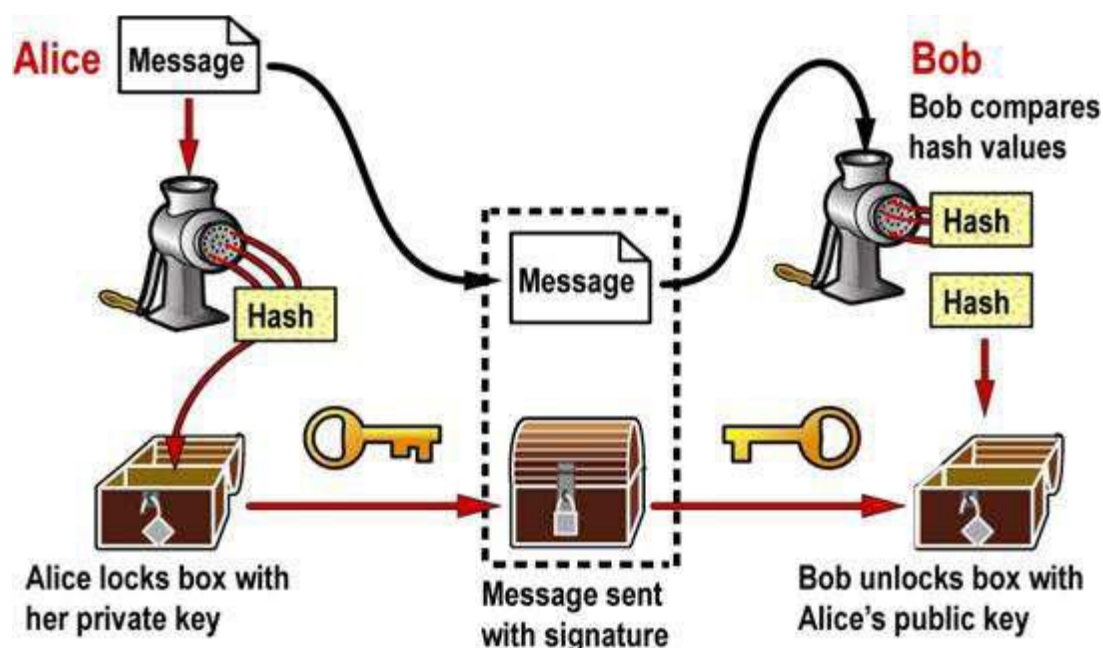 Alice
Message
Hash
Alice locks box with
her private key
Message
Message sent
with signature
Bob
Bob compares
hash values
Hash
Hash
Bob unlocks box with
Alice's public key